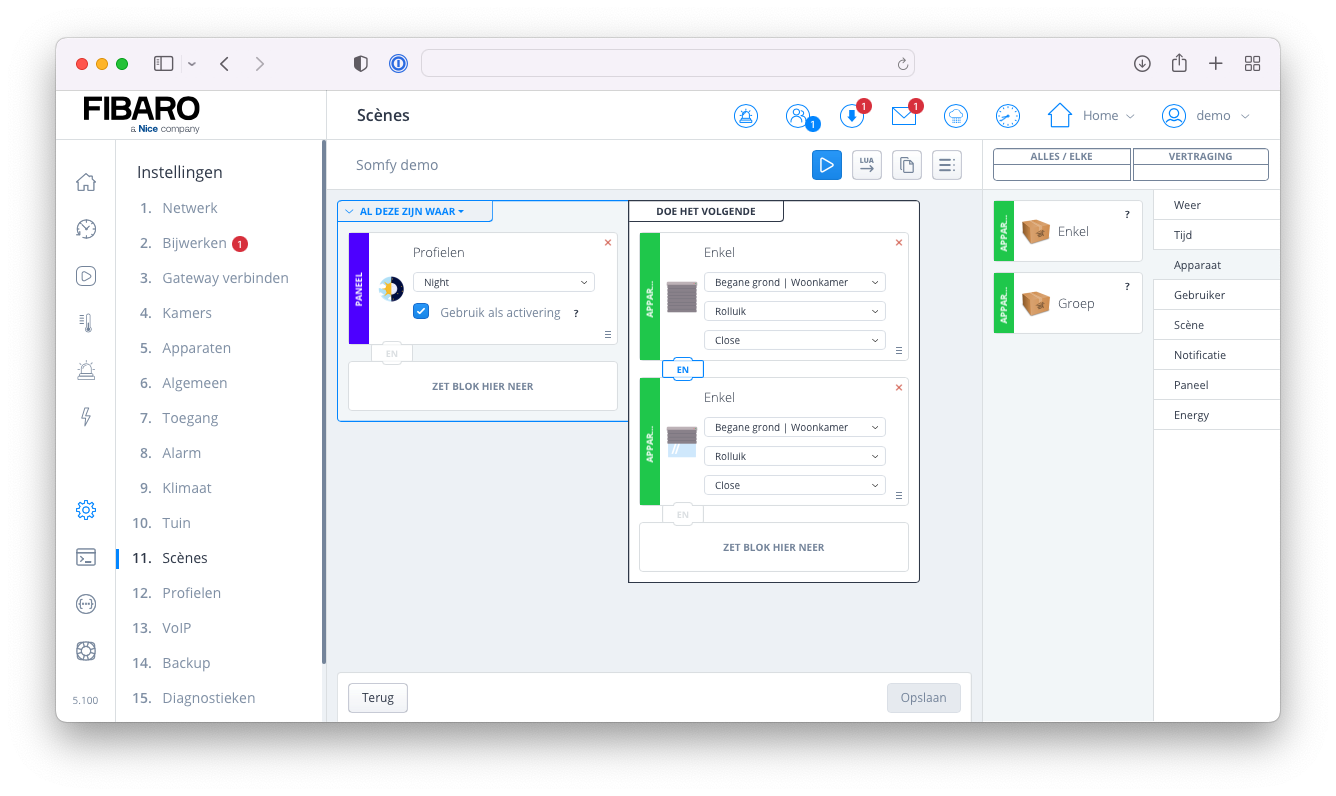 FIBARO
a Nice company
Scènes
1
1
1
Home
demo
Instellingen
1. Netwerk
2. Bijwerken 1
3. Gateway verbinden
4. Kamers
5. Apparaten
6. Algemeen
7. Toegang
8. Alarm
9. Klimaat
10. Tuin
11. Scènes
12. Profielen
13. VoIP
14. Backup
15. Diagnostieken
5.100
Somfy demo
LUA
AL DEZE ZIJN WAAR
PANEEL
Profielen
Night
Gebruik als activering ?
EN
ZET BLOK HIER NEER
DOE HET VOLGENDE
APPAR...
Enkel
Begane grond | Woonkamer
Rolluik
Close
EN
APPAR...
Enkel
Begane grond | Woonkamer
Rolluik
Close
EN
ZET BLOK HIER NEER
Terug
Opslaan
ALLES / ELKE
VERTRAGING
APPAR...
Enkel
?
APPAR...
Groep
?
Weer
Tijd
Apparaat
Gebruiker
Scène
Notificatie
Paneel
Energy